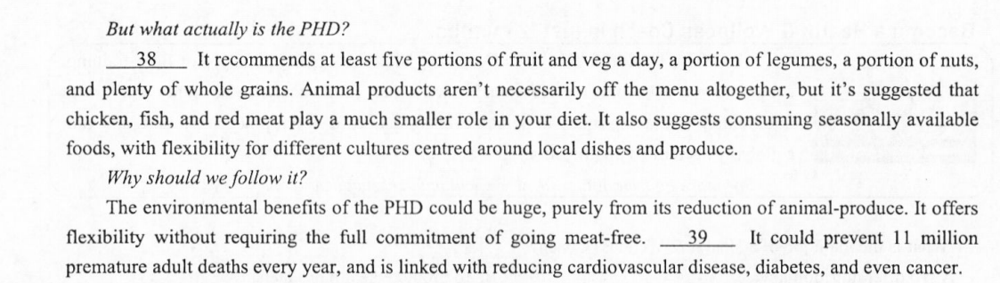 But what actually is the PHD?
38 It recommends at least five portions of fruit and veg a day, a portion of legumes, a portion of nuts,
and plenty of whole grains. Animal products aren't necessarily off the menu altogether, but it's suggested that
chicken, fish, and red meat play a much smaller role in your diet. It also suggests consuming seasonally available
foods, with flexibility for different cultures centred around local dishes and produce.
Why should we follow it?
The environmental benefits of the PHD could be huge, purely from its reduction of animal-produce. It offers
flexibility without requiring the full commitment of going meat-free. 39 It could prevent 11 million
premature adult deaths every year, and is linked with reducing cardiovascular disease, diabetes, and even cancer.